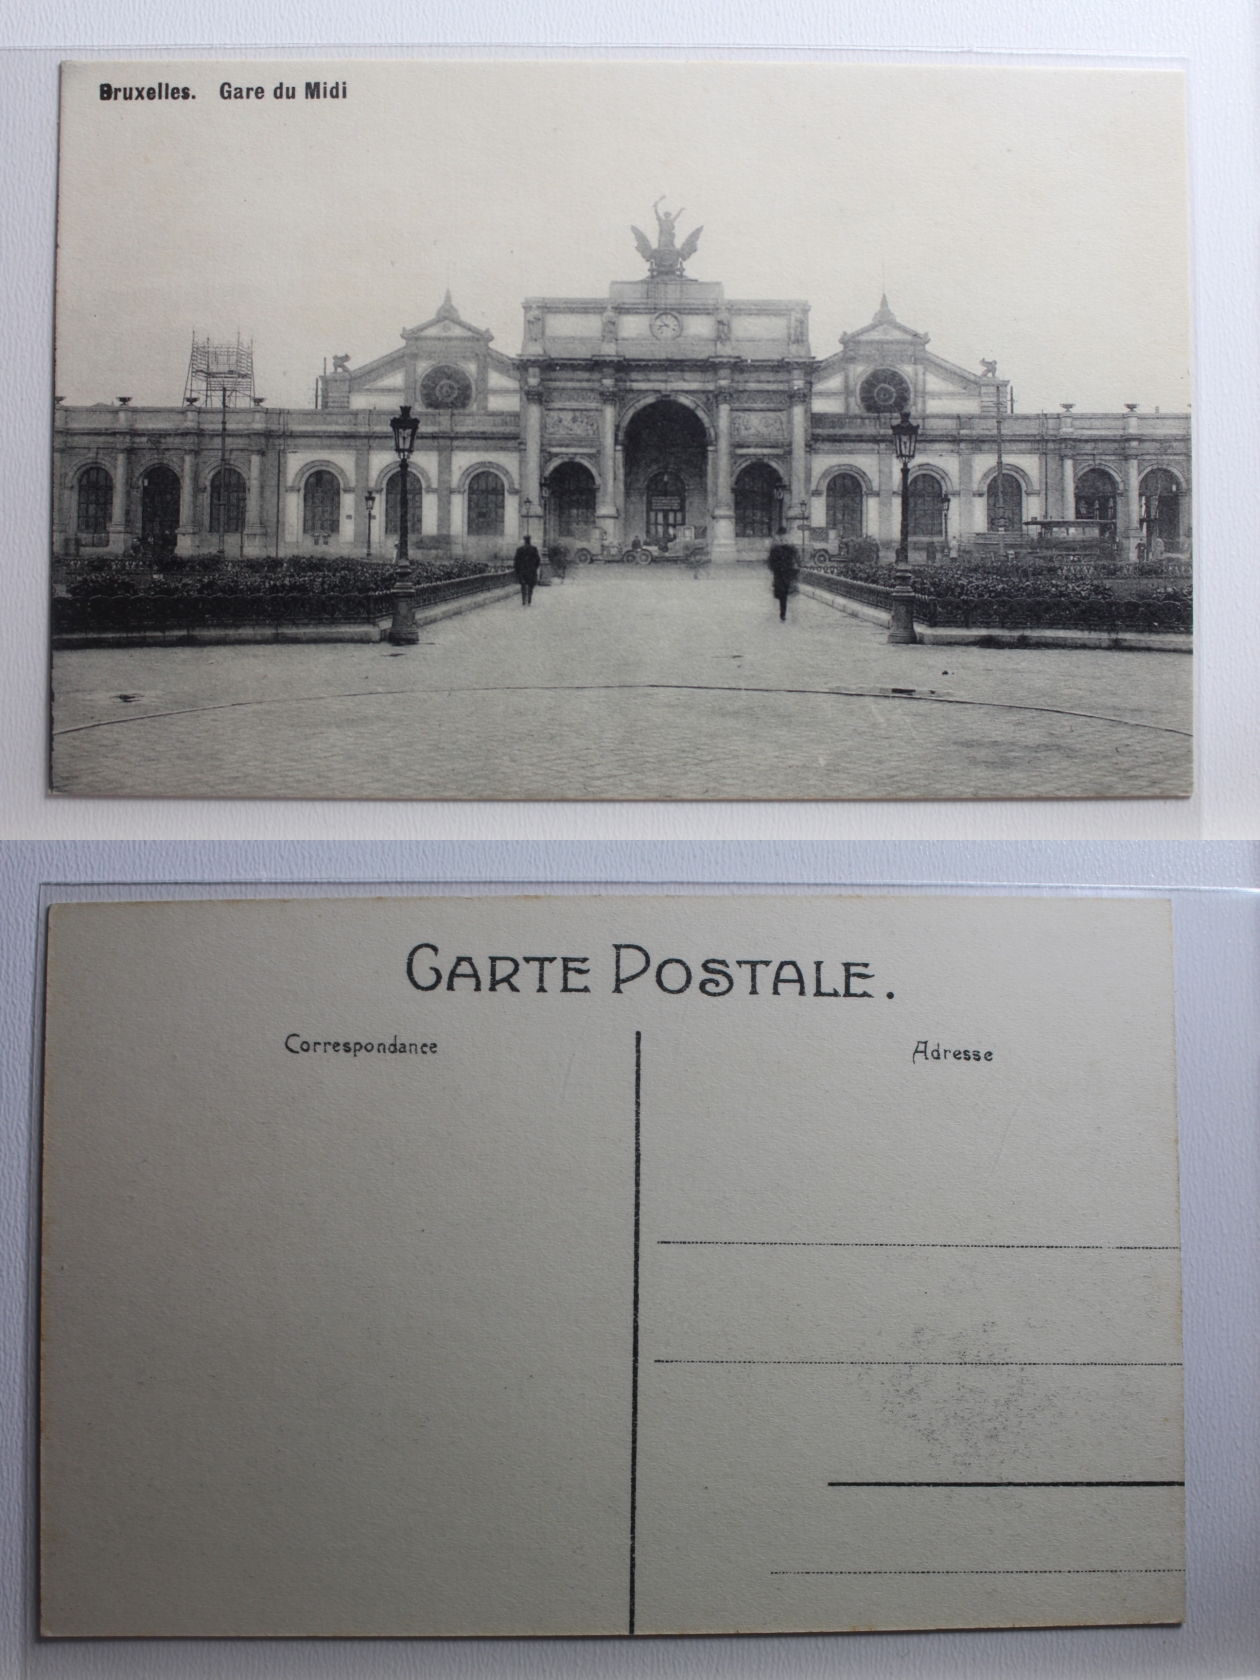 Bruxelles. Gare du Midi
CARTE POSTALE.
Correspondance
Adresse